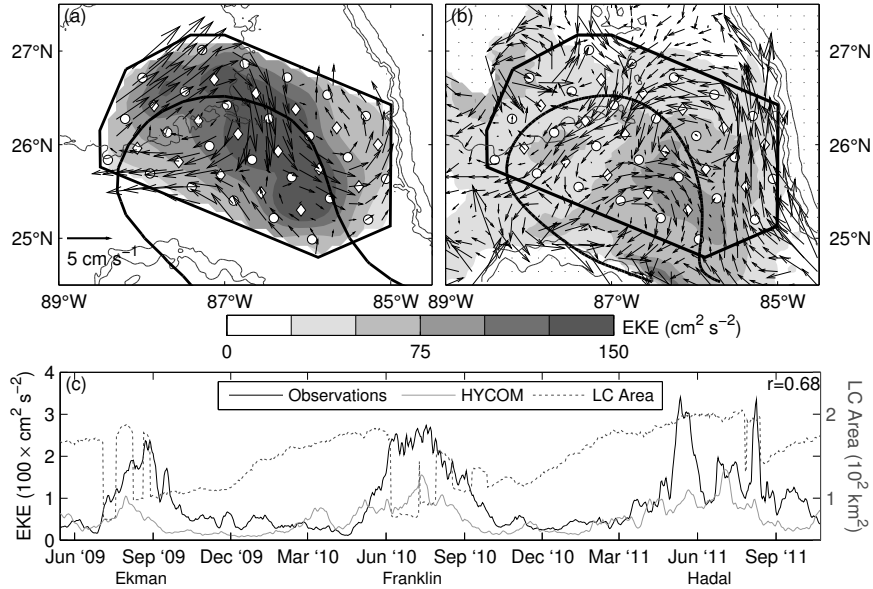 (a)
(b)
27°N
27°N
26°N
26°N
25°N
25°N
5 cm s⁻¹
89°W
87°W
85°W
89°W
87°W
85°W
EKE (cm² s⁻²)
0
75
150
(c)
Observations
HYCOM
LC Area
r=0.68
EKE (100 × cm² s⁻²)
4
3
2
1
0
LC Area (10² km²)
2
1
0
Jun '09
Sep '09
Dec '09
Mar '10
Jun '10
Sep '10
Dec '10
Mar '11
Jun '11
Sep '11
Ekman
Franklin
Hadal